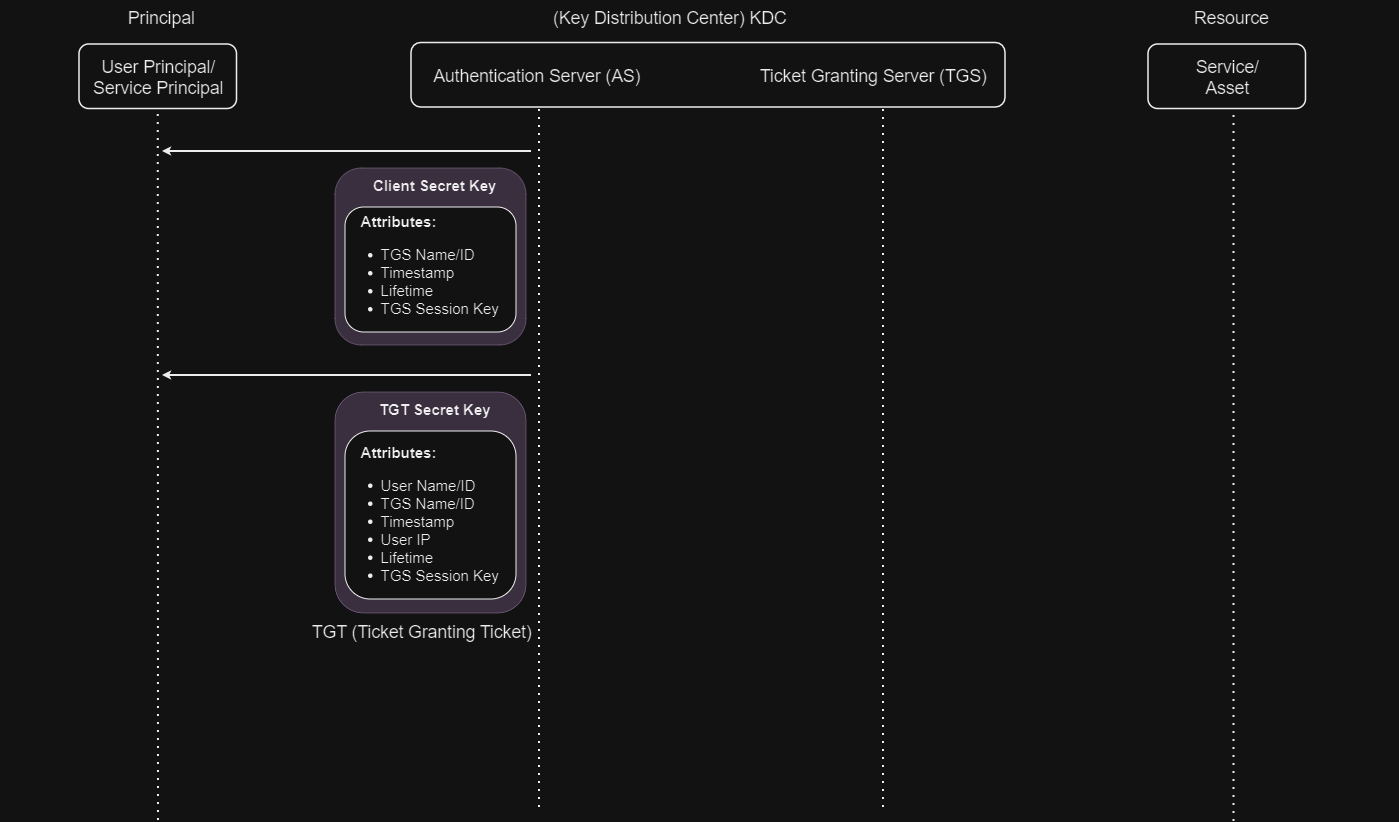 Principal
(Key Distribution Center) KDC
Resource
User Principal/
Service Principal
Authentication Server (AS)
Ticket Granting Server (TGS)
Service/
Asset
Client Secret Key
Attributes:
• TGS Name/ID
• Timestamp
• Lifetime
• TGS Session Key
TGT Secret Key
Attributes:
• User Name/ID
• TGS Name/ID
• Timestamp
• User IP
• Lifetime
• TGS Session Key
TGT (Ticket Granting Ticket)